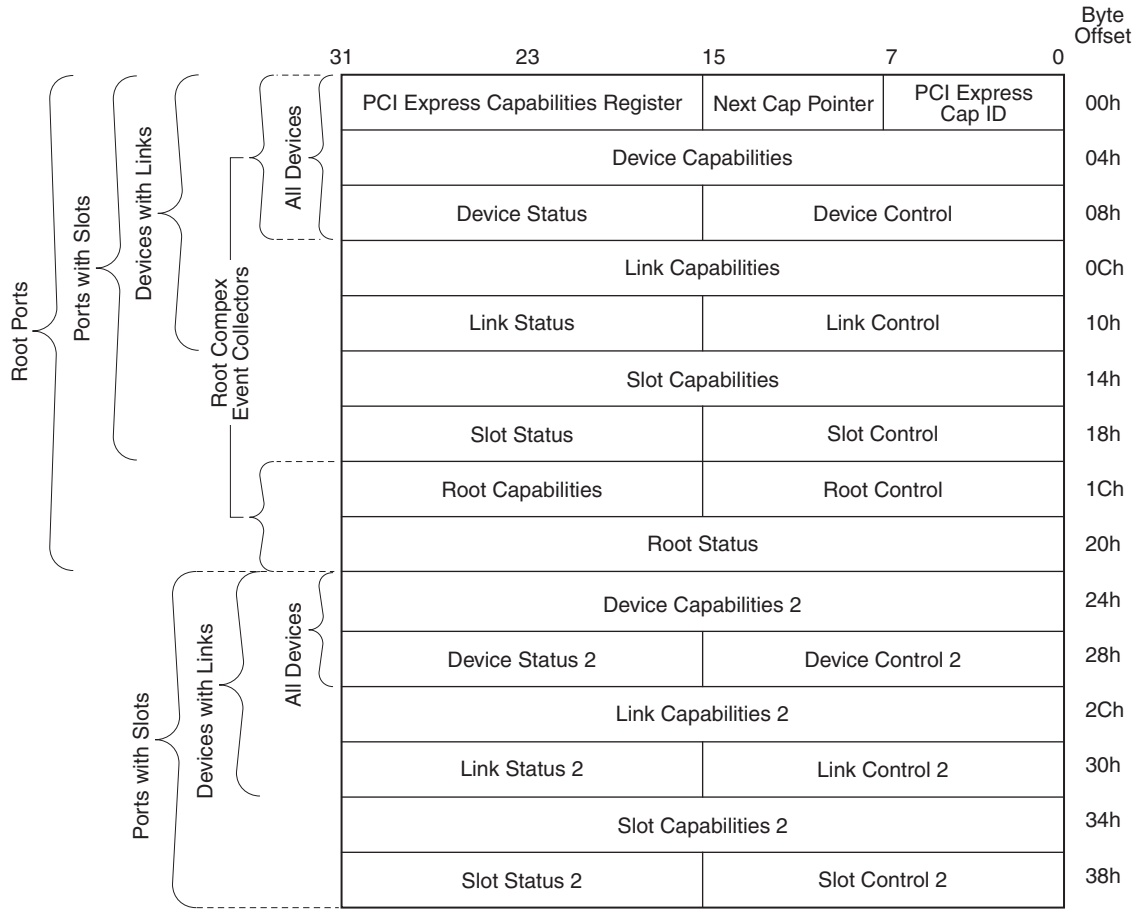 Byte
Offset
31 23 15 7 0
PCI Express Capabilities Register Next Cap Pointer PCI Express
Cap ID 00h
Device Capabilities 04h
Device Status Device Control 08h
Link Capabilities 0Ch
Link Status Link Control 10h
Slot Capabilities 14h
Slot Status Slot Control 18h
Root Capabilities Root Control 1Ch
Root Status 20h
Device Capabilities 2 24h
Device Status 2 Device Control 2 28h
Link Capabilities 2 2Ch
Link Status 2 Link Control 2 30h
Slot Capabilities 2 34h
Slot Status 2 Slot Control 2 38h
Root Ports
Ports with Slots
Devices with Links
Root Compex
Event Collectors
All Devices
Ports with Slots
Devices with Links
All Devices